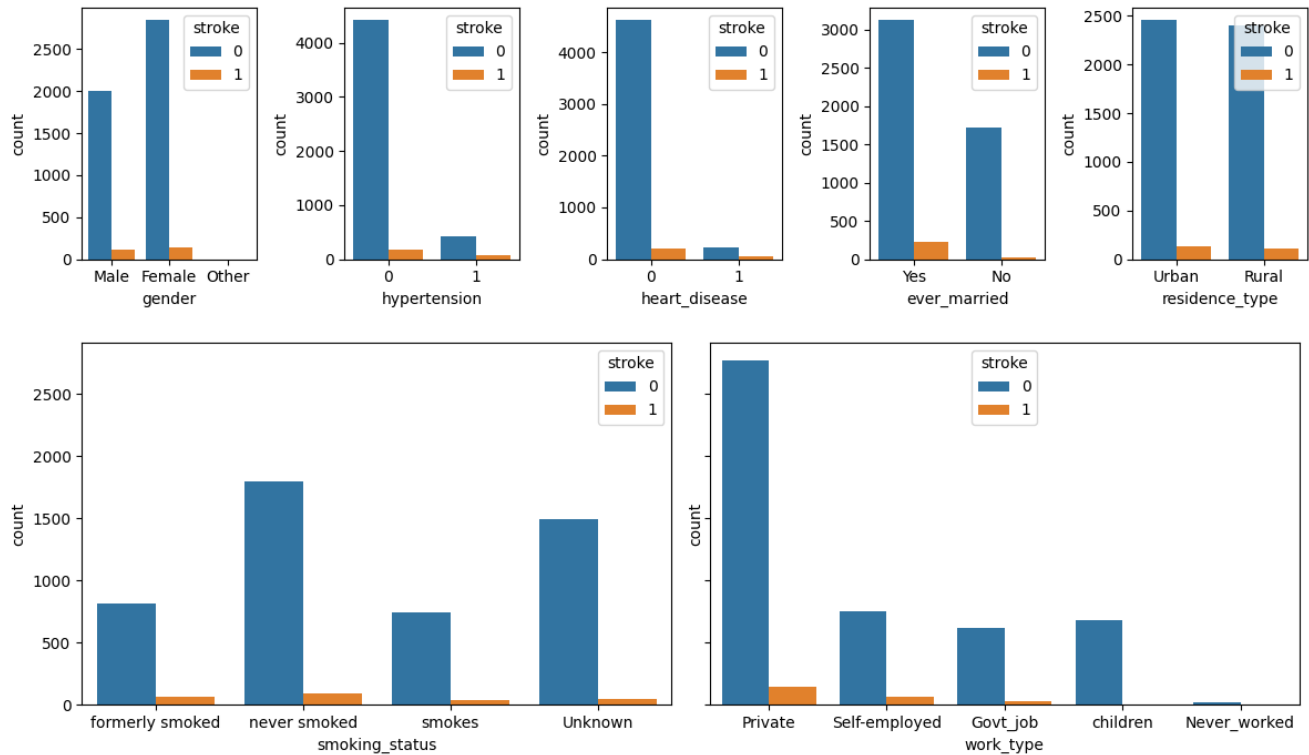 stroke
0
1
count
2500
2000
1500
1000
500
0
Male Female Other
gender
stroke
0
1
count
4000
3000
2000
1000
0
0 1
hypertension
stroke
0
1
count
4000
3000
2000
1000
0
0 1
heart_disease
stroke
0
1
count
3000
2500
2000
1500
1000
500
0
Yes No
ever_married
stroke
0
1
count
2500
2000
1500
1000
500
0
Urban Rural
residence_type
stroke
0
1
count
2500
2000
1500
1000
500
0
formerly smoked never smoked smokes Unknown
smoking_status
stroke
0
1
count
Private Self-employed Govt_job children Never_worked
work_type